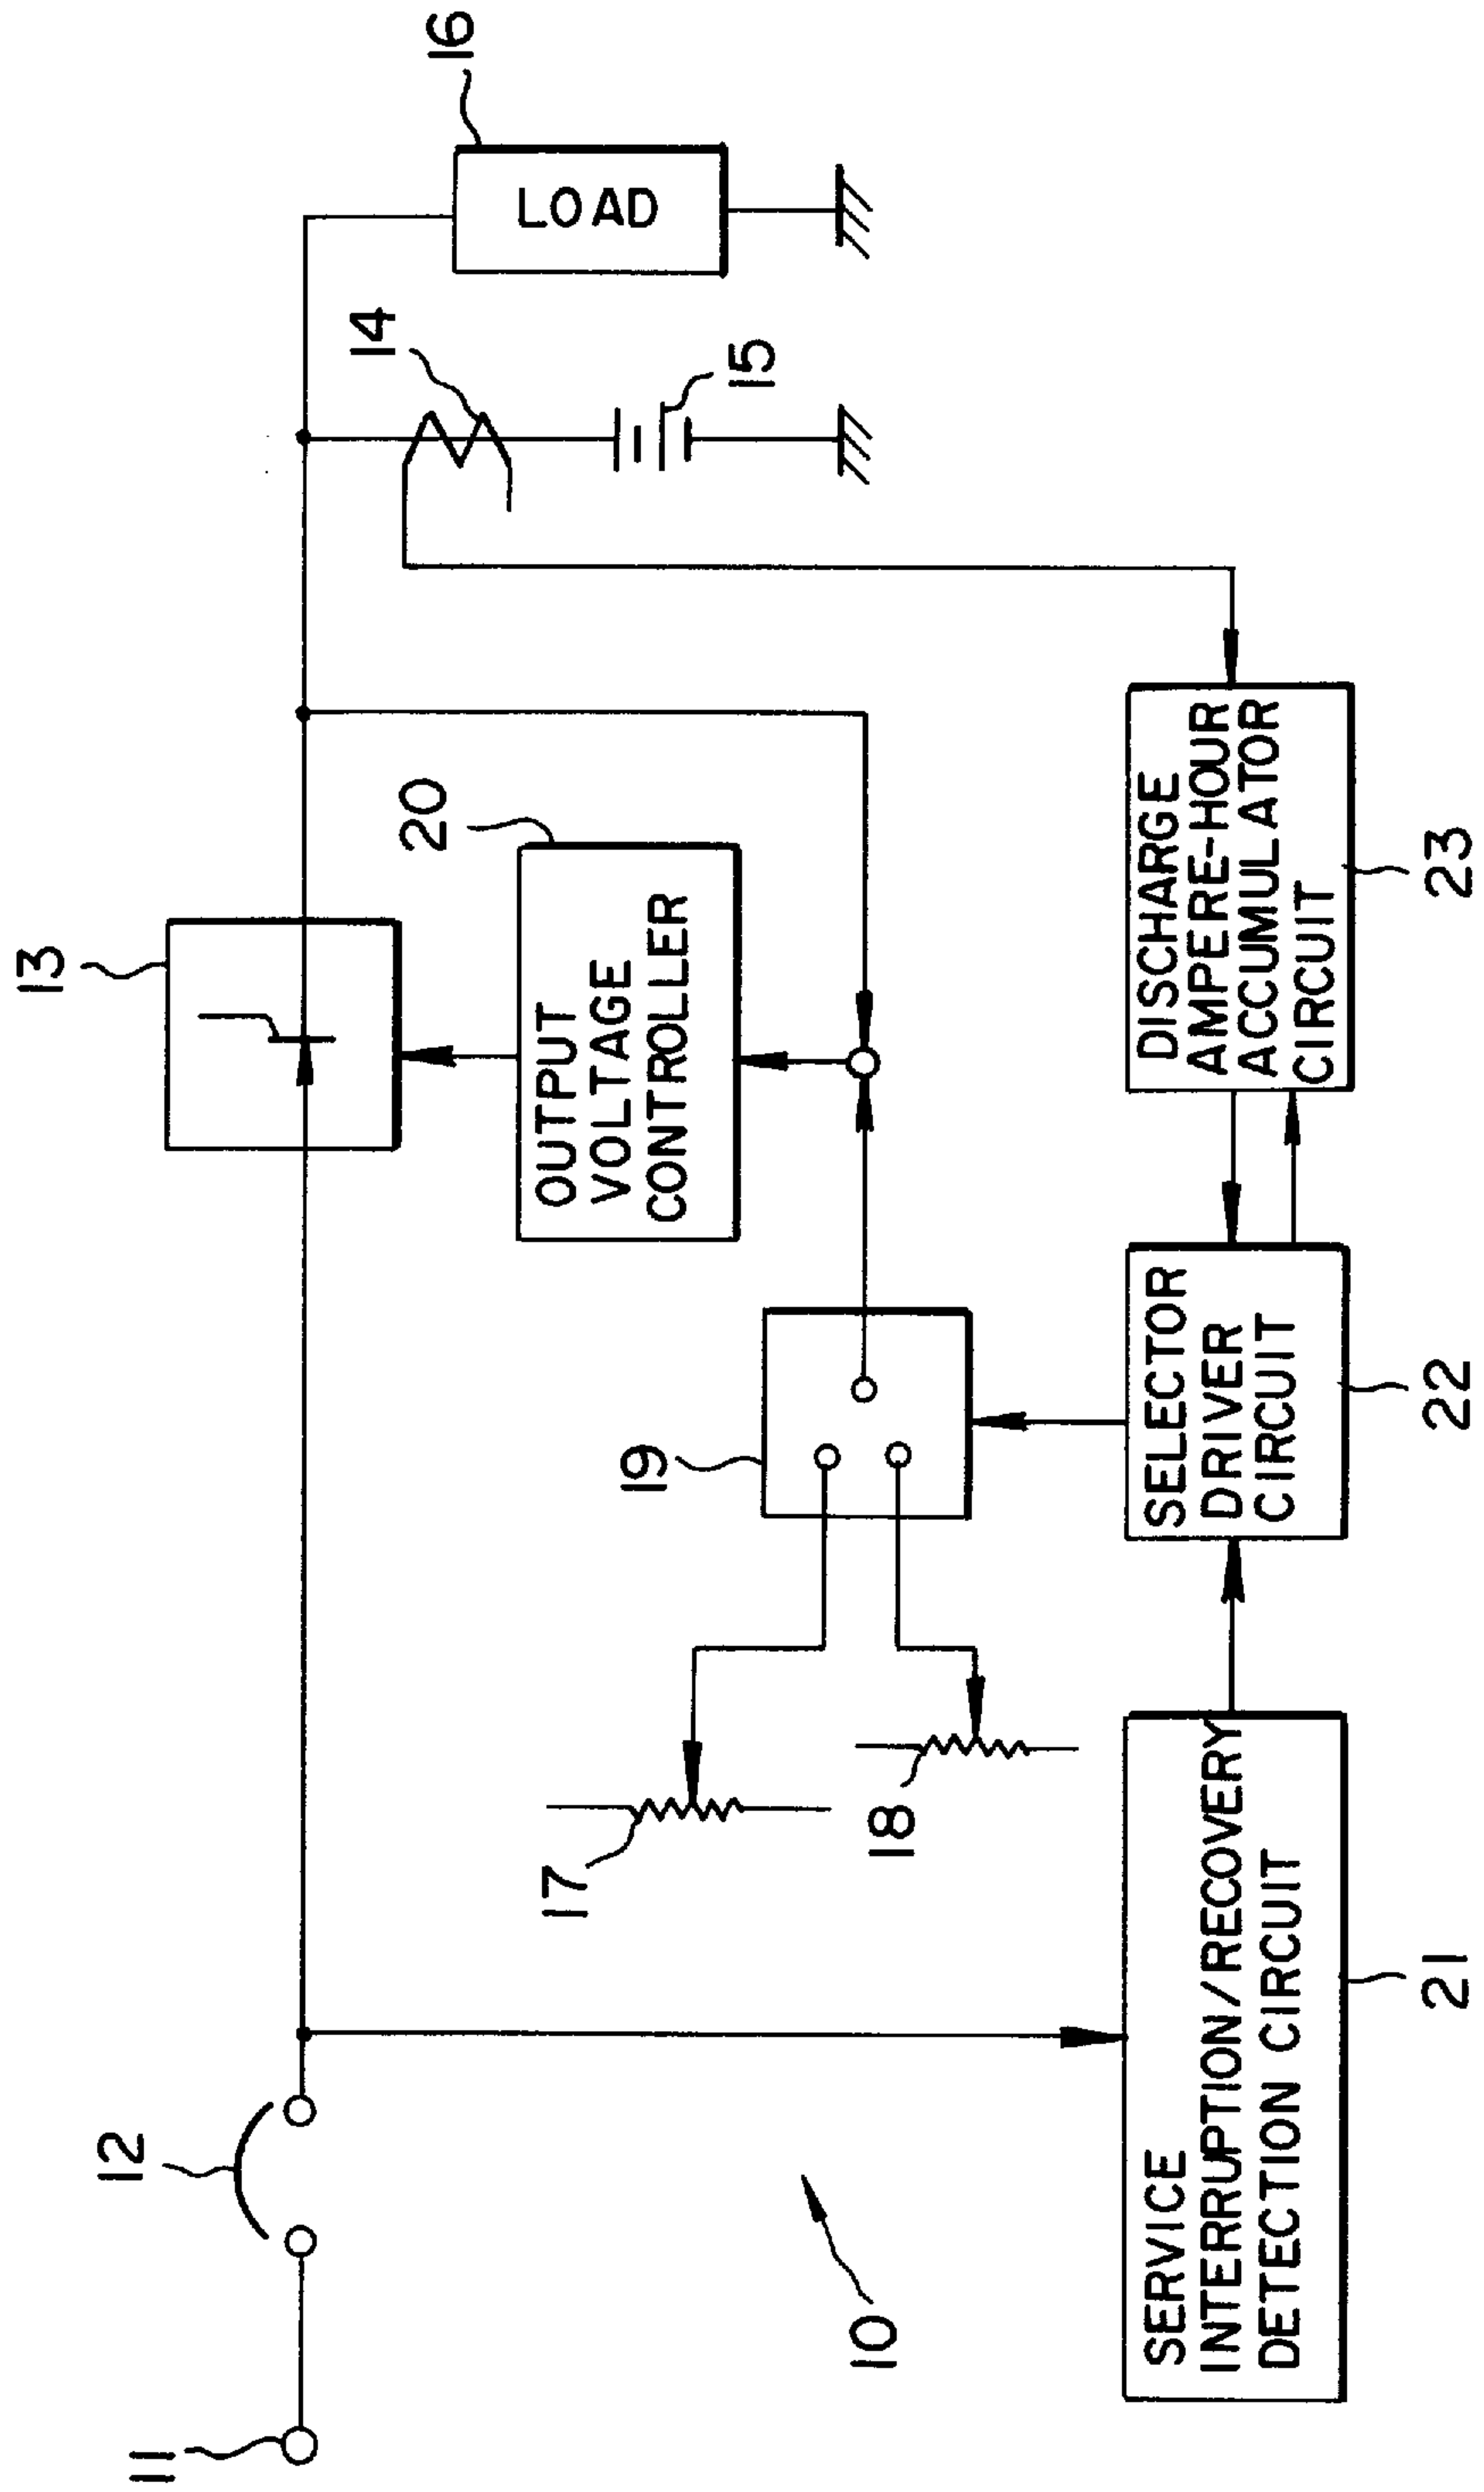 16
LOAD
14
15
13
20
OUTPUT
VOLTAGE
CONTROLLER
DISCHARGE
AMPERE-HOUR
ACCUMULATOR
CIRCUIT
23
19
SELECTOR
DRIVER
CIRCUIT
22
17
18
12
10
11
SERVICE
INTERRUPTION/RECOVERY
DETECTION CIRCUIT
21